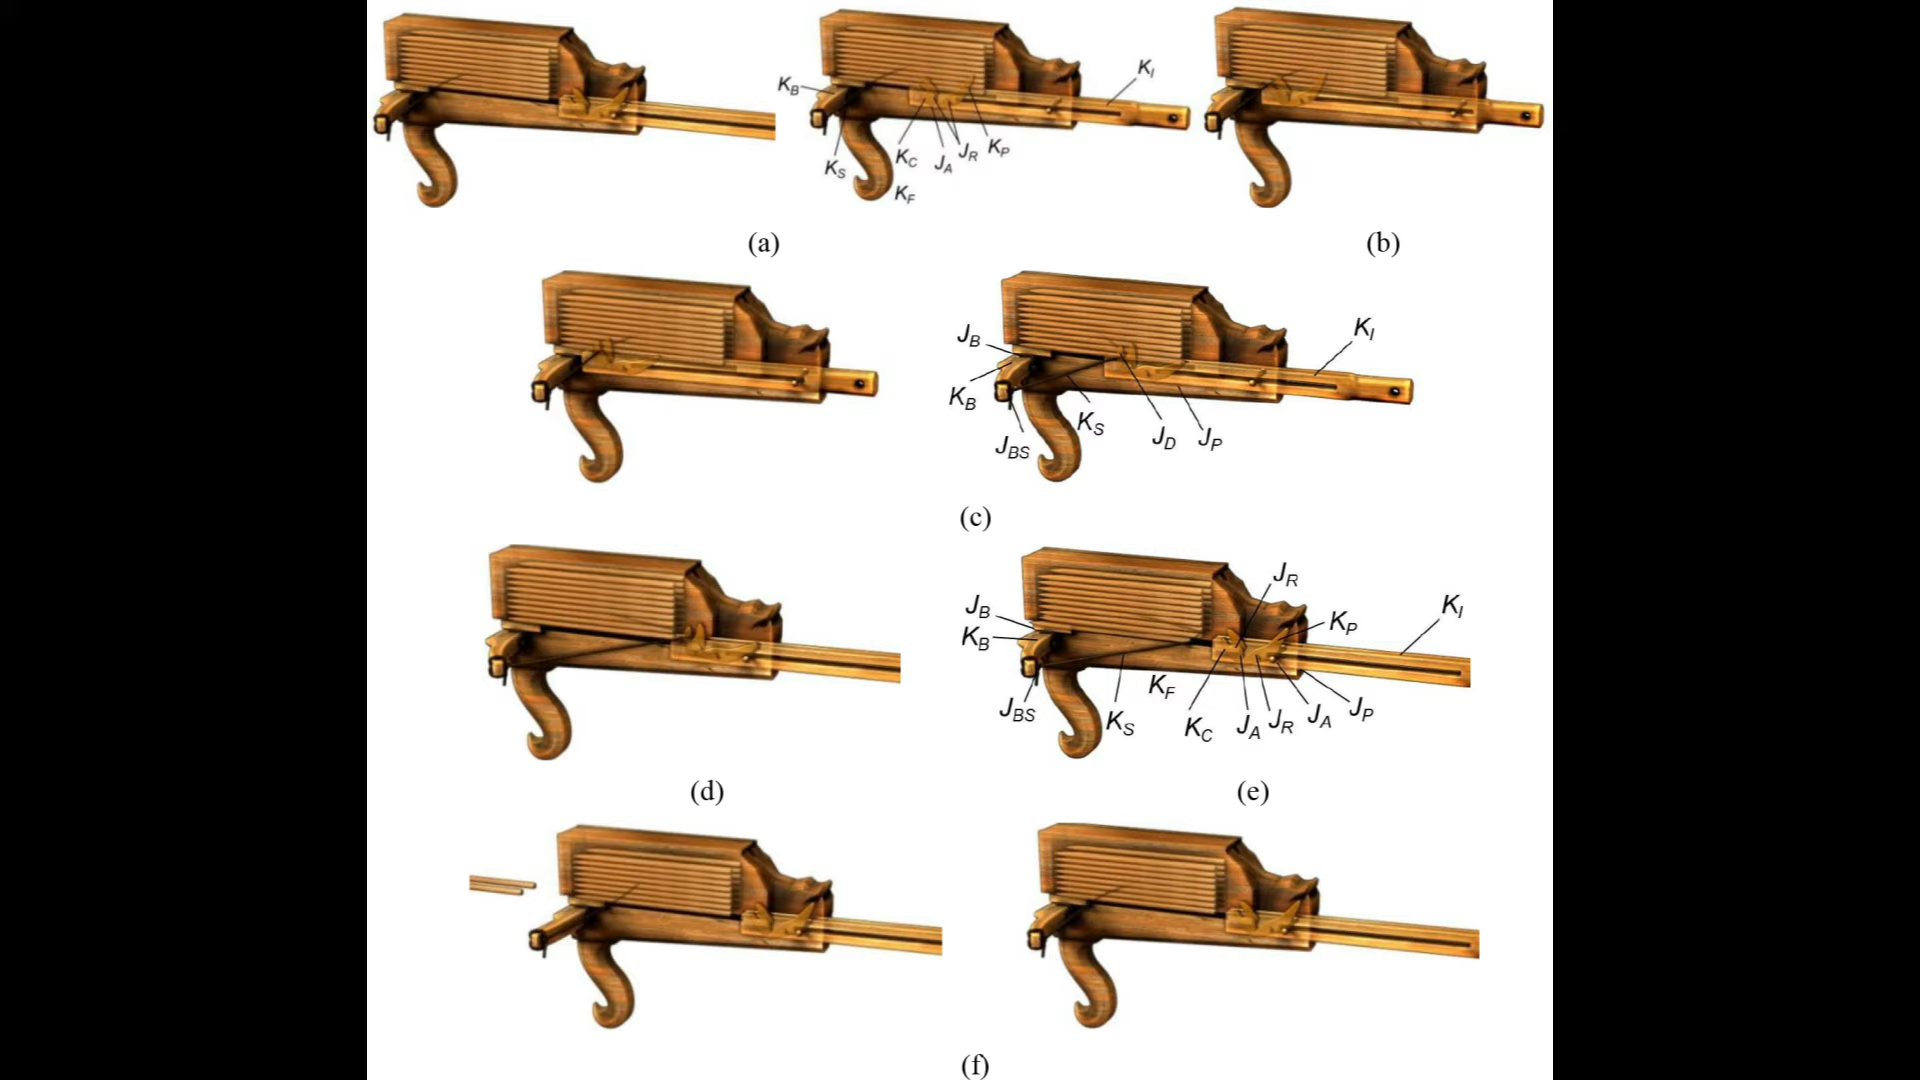 K_B K_I
K_S K_C J_A J_R K_P
K_F
(a) (b)
J_B K_I
K_B
J_BS K_S J_D J_P
(c)
J_R
J_B K_P K_I
K_B
K_F
J_BS K_S K_C J_A J_R J_A J_P
(d) (e)
(f)